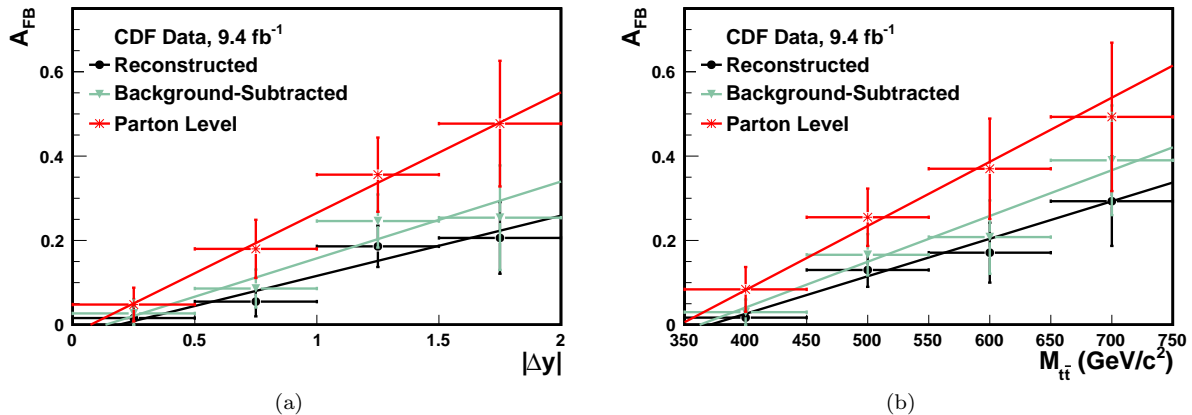 A_FB
CDF Data, 9.4 fb⁻¹
Reconstructed
Background-Subtracted
Parton Level
0.6
0.4
0.2
0
0 0.5 1 1.5 2
|Δy|
(a)
A_FB
CDF Data, 9.4 fb⁻¹
Reconstructed
Background-Subtracted
Parton Level
0.6
0.4
0.2
0
350 400 450 500 550 600 650 700 750
M_tt̄ (GeV/c²)
(b)